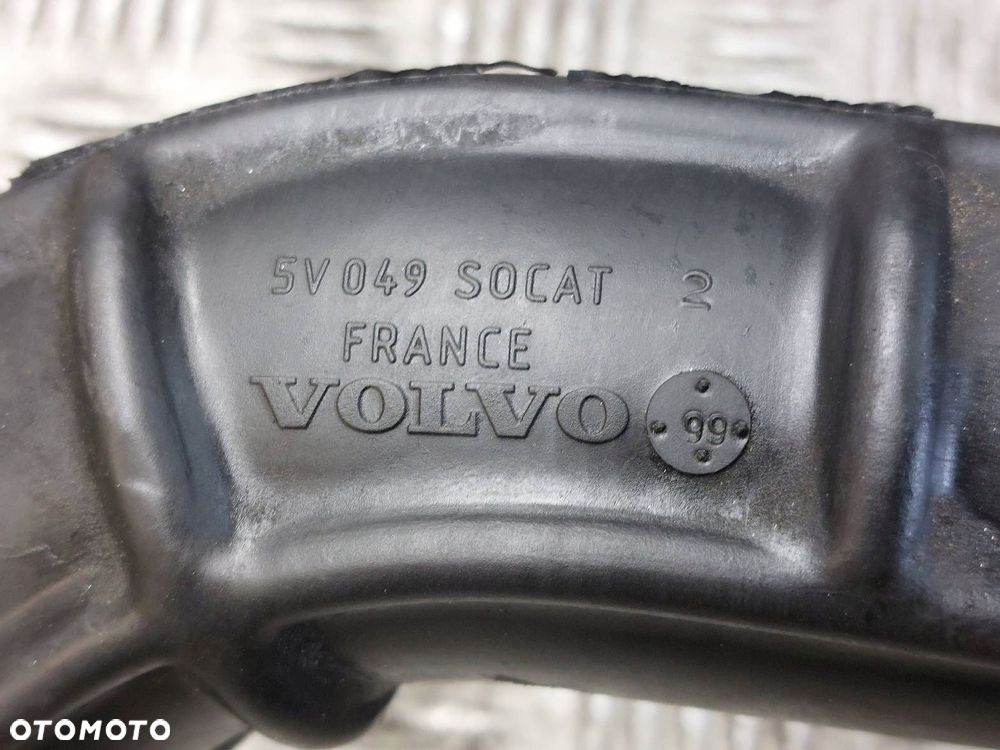 5V049 SOCAT 2
FRANCE
VOLVO
99
OTOMOTO